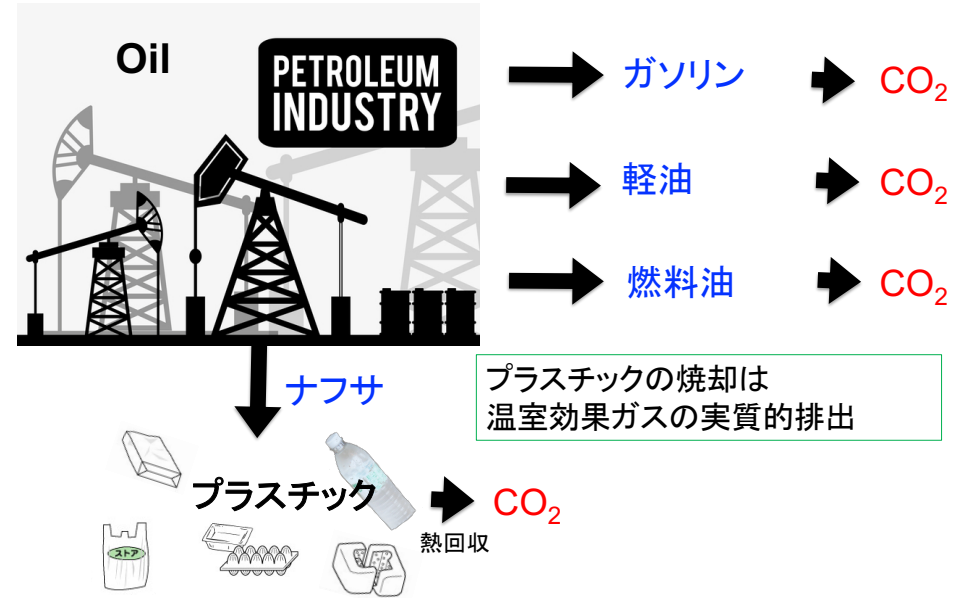 Oil
PETROLEUM
INDUSTRY
ガソリン
CO₂
軽油
CO₂
燃料油
CO₂
ナフサ
プラスチックの焼却は
温室効果ガスの実質的排出
プラスチック
CO₂
熱回収
ストア